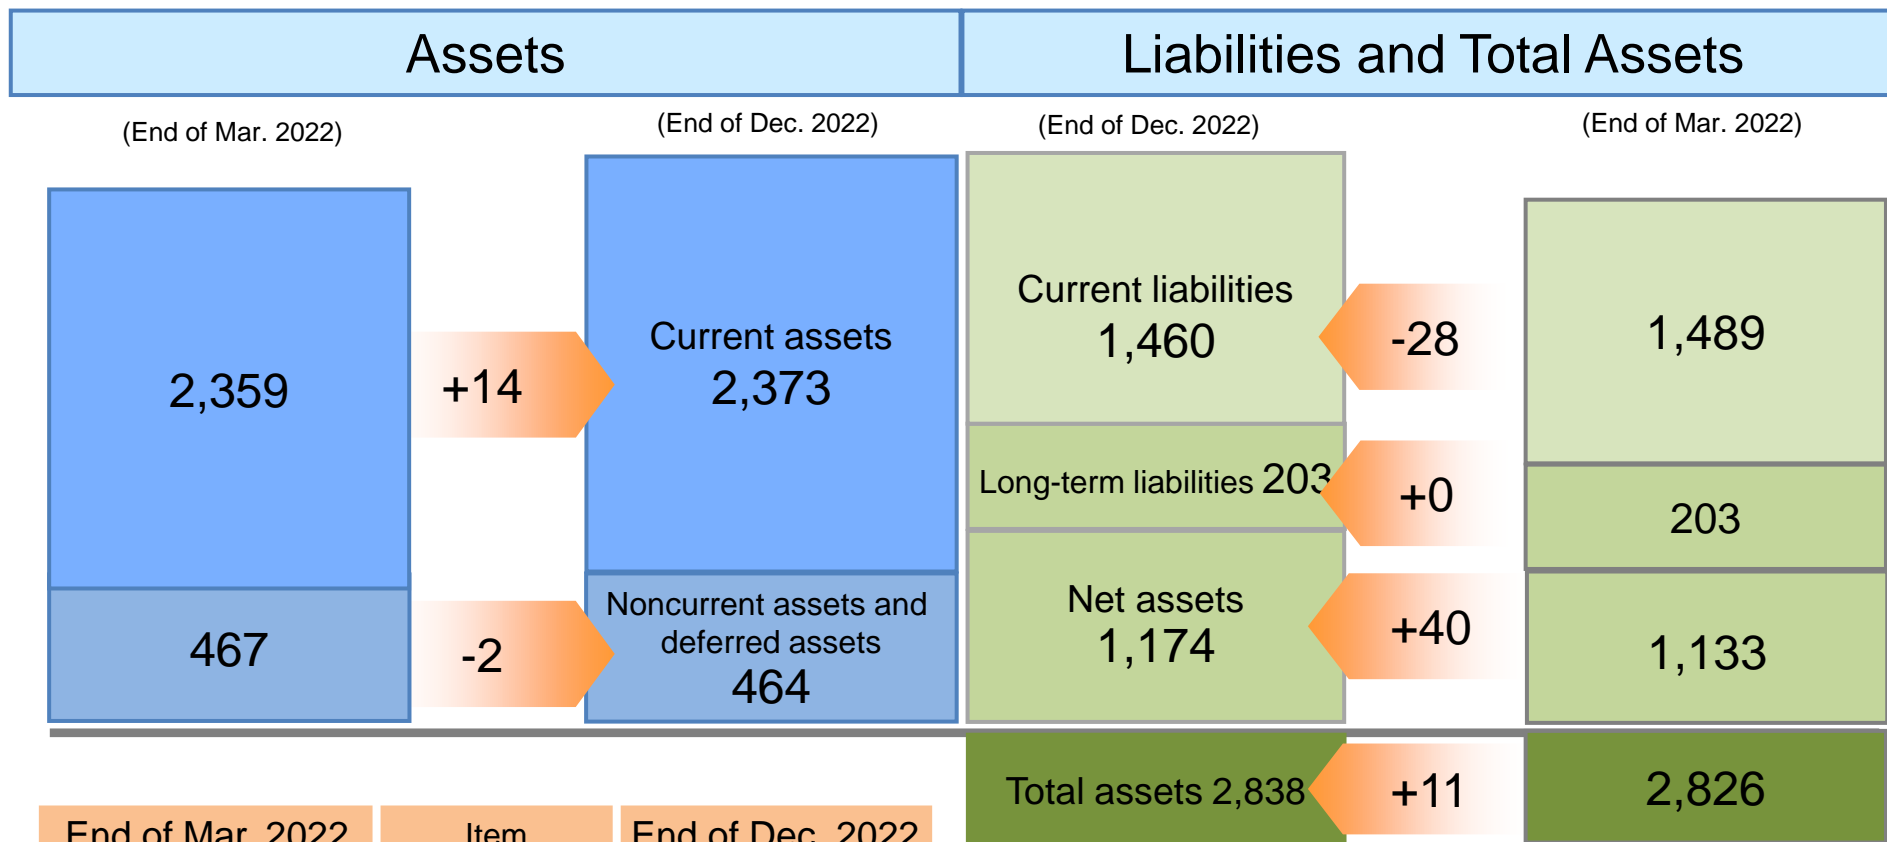 Assets
Liabilities and Total Assets
(End of Mar. 2022)
(End of Dec. 2022)
(End of Dec. 2022)
(End of Mar. 2022)
2,359
+14
Current assets
2,373
467
-2
Noncurrent assets and
deferred assets
464
Current liabilities
1,460
-28
1,489
Long-term liabilities 203
+0
203
Net assets
1,174
+40
1,133
Total assets 2,838
+11
2,826
End of Mar. 2022
Item
End of Dec. 2022